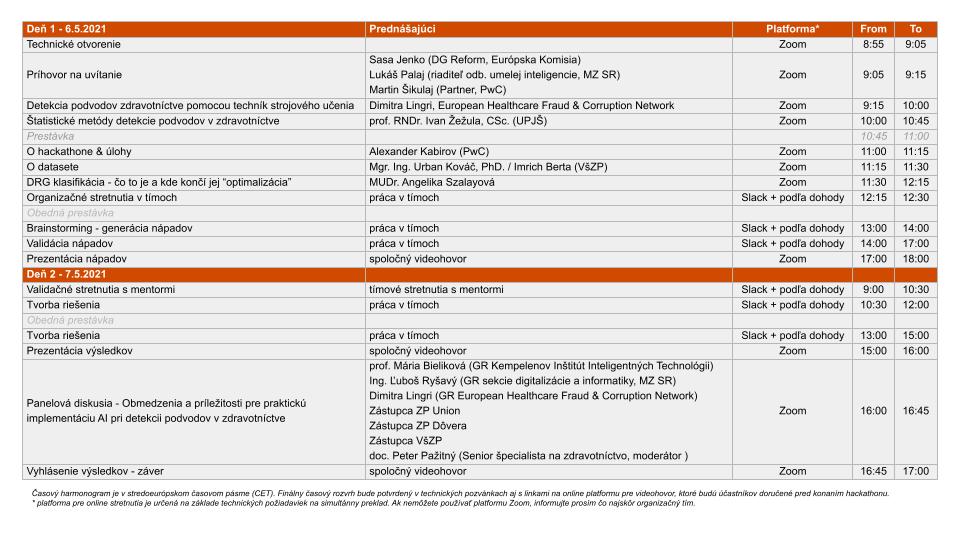 Deň 1 - 6.5.2021 Prednášajúci Platforma* From To
Technické otvorenie Zoom 8:55 9:05
Príhovor na uvítanie Sasa Jenko (DG Reform, Európska Komisia)
Lukáš Palaj (riaditeľ odb. umelej inteligencie, MZ SR) Zoom 9:05 9:15
Martin Šikulaj (Partner, PwC)
Detekcia podvodov zdravotníctve pomocou techník strojového učenia Dimitra Lingri, European Healthcare Fraud & Corruption Network Zoom 9:15 10:00
Štatistické metódy detekcie podvodov v zdravotníctve prof. RNDr. Ivan Žežula, CSc. (UPJŠ) Zoom 10:00 10:45
Prestávka 10:45 11:00
O hackathone & úlohy Alexander Kabirov (PwC) Zoom 11:00 11:15
O datasete Mgr. Ing. Urban Kováč, PhD. / Imrich Berta (VšZP) Zoom 11:15 11:30
DRG klasifikácia - čo to je a kde končí jej “optimalizácia” MUDr. Angelika Szalayová Zoom 11:30 12:15
Organizačné stretnutia v tímoch práca v tímoch Slack + podľa dohody 12:15 12:30
Obedná prestávka
Brainstorming - generácia nápadov práca v tímoch Slack + podľa dohody 13:00 14:00
Validácia nápadov práca v tímoch Slack + podľa dohody 14:00 17:00
Prezentácia nápadov spoločný videohovor Zoom 17:00 18:00
Deň 2 - 7.5.2021
Validačné stretnutia s mentormi tímové stretnutia s mentormi Slack + podľa dohody 9:00 10:30
Tvorba riešenia práca v tímoch Slack + podľa dohody 10:30 12:00
Obedná prestávka
Tvorba riešenia práca v tímoch Slack + podľa dohody 13:00 15:00
Prezentácia výsledkov spoločný videohovor Zoom 15:00 16:00
Panelová diskusia - Obmedzenia a príležitosti pre praktickú
implementáciu AI pri detekcii podvodov v zdravotníctve
prof. Mária Bieliková (GR Kempelenov Inštitút Inteligentných Technológií)
Ing. Ľuboš Ryšavý (GR sekcie digitalizácie a informatiky, MZ SR)
Dimitra Lingri (GR European Healthcare Fraud & Corruption Network)
Zástupca ZP Union Zoom 16:00 16:45
Zástupca ZP Dôvera
Zástupca VšZP
doc. Peter Pažitný (Senior špecialista na zdravotníctvo, moderátor )
Vyhlásenie výsledkov - záver spoločný videohovor Zoom 16:45 17:00
Časový harmonogram je v stredoeurópskom časovom pásme (CET). Finálny časový rozvrh bude potvrdený v technických pozvánkach aj s linkami na online platformu pre videohovor, ktoré budú účastníkov doručené pred konaním hackathonu.
* platforma pre online stretnutia je určená na základe technických požiadaviek na simultánny preklad. Ak nemôžete používať platformu Zoom, informujte prosím čo najskôr organizačný tím.